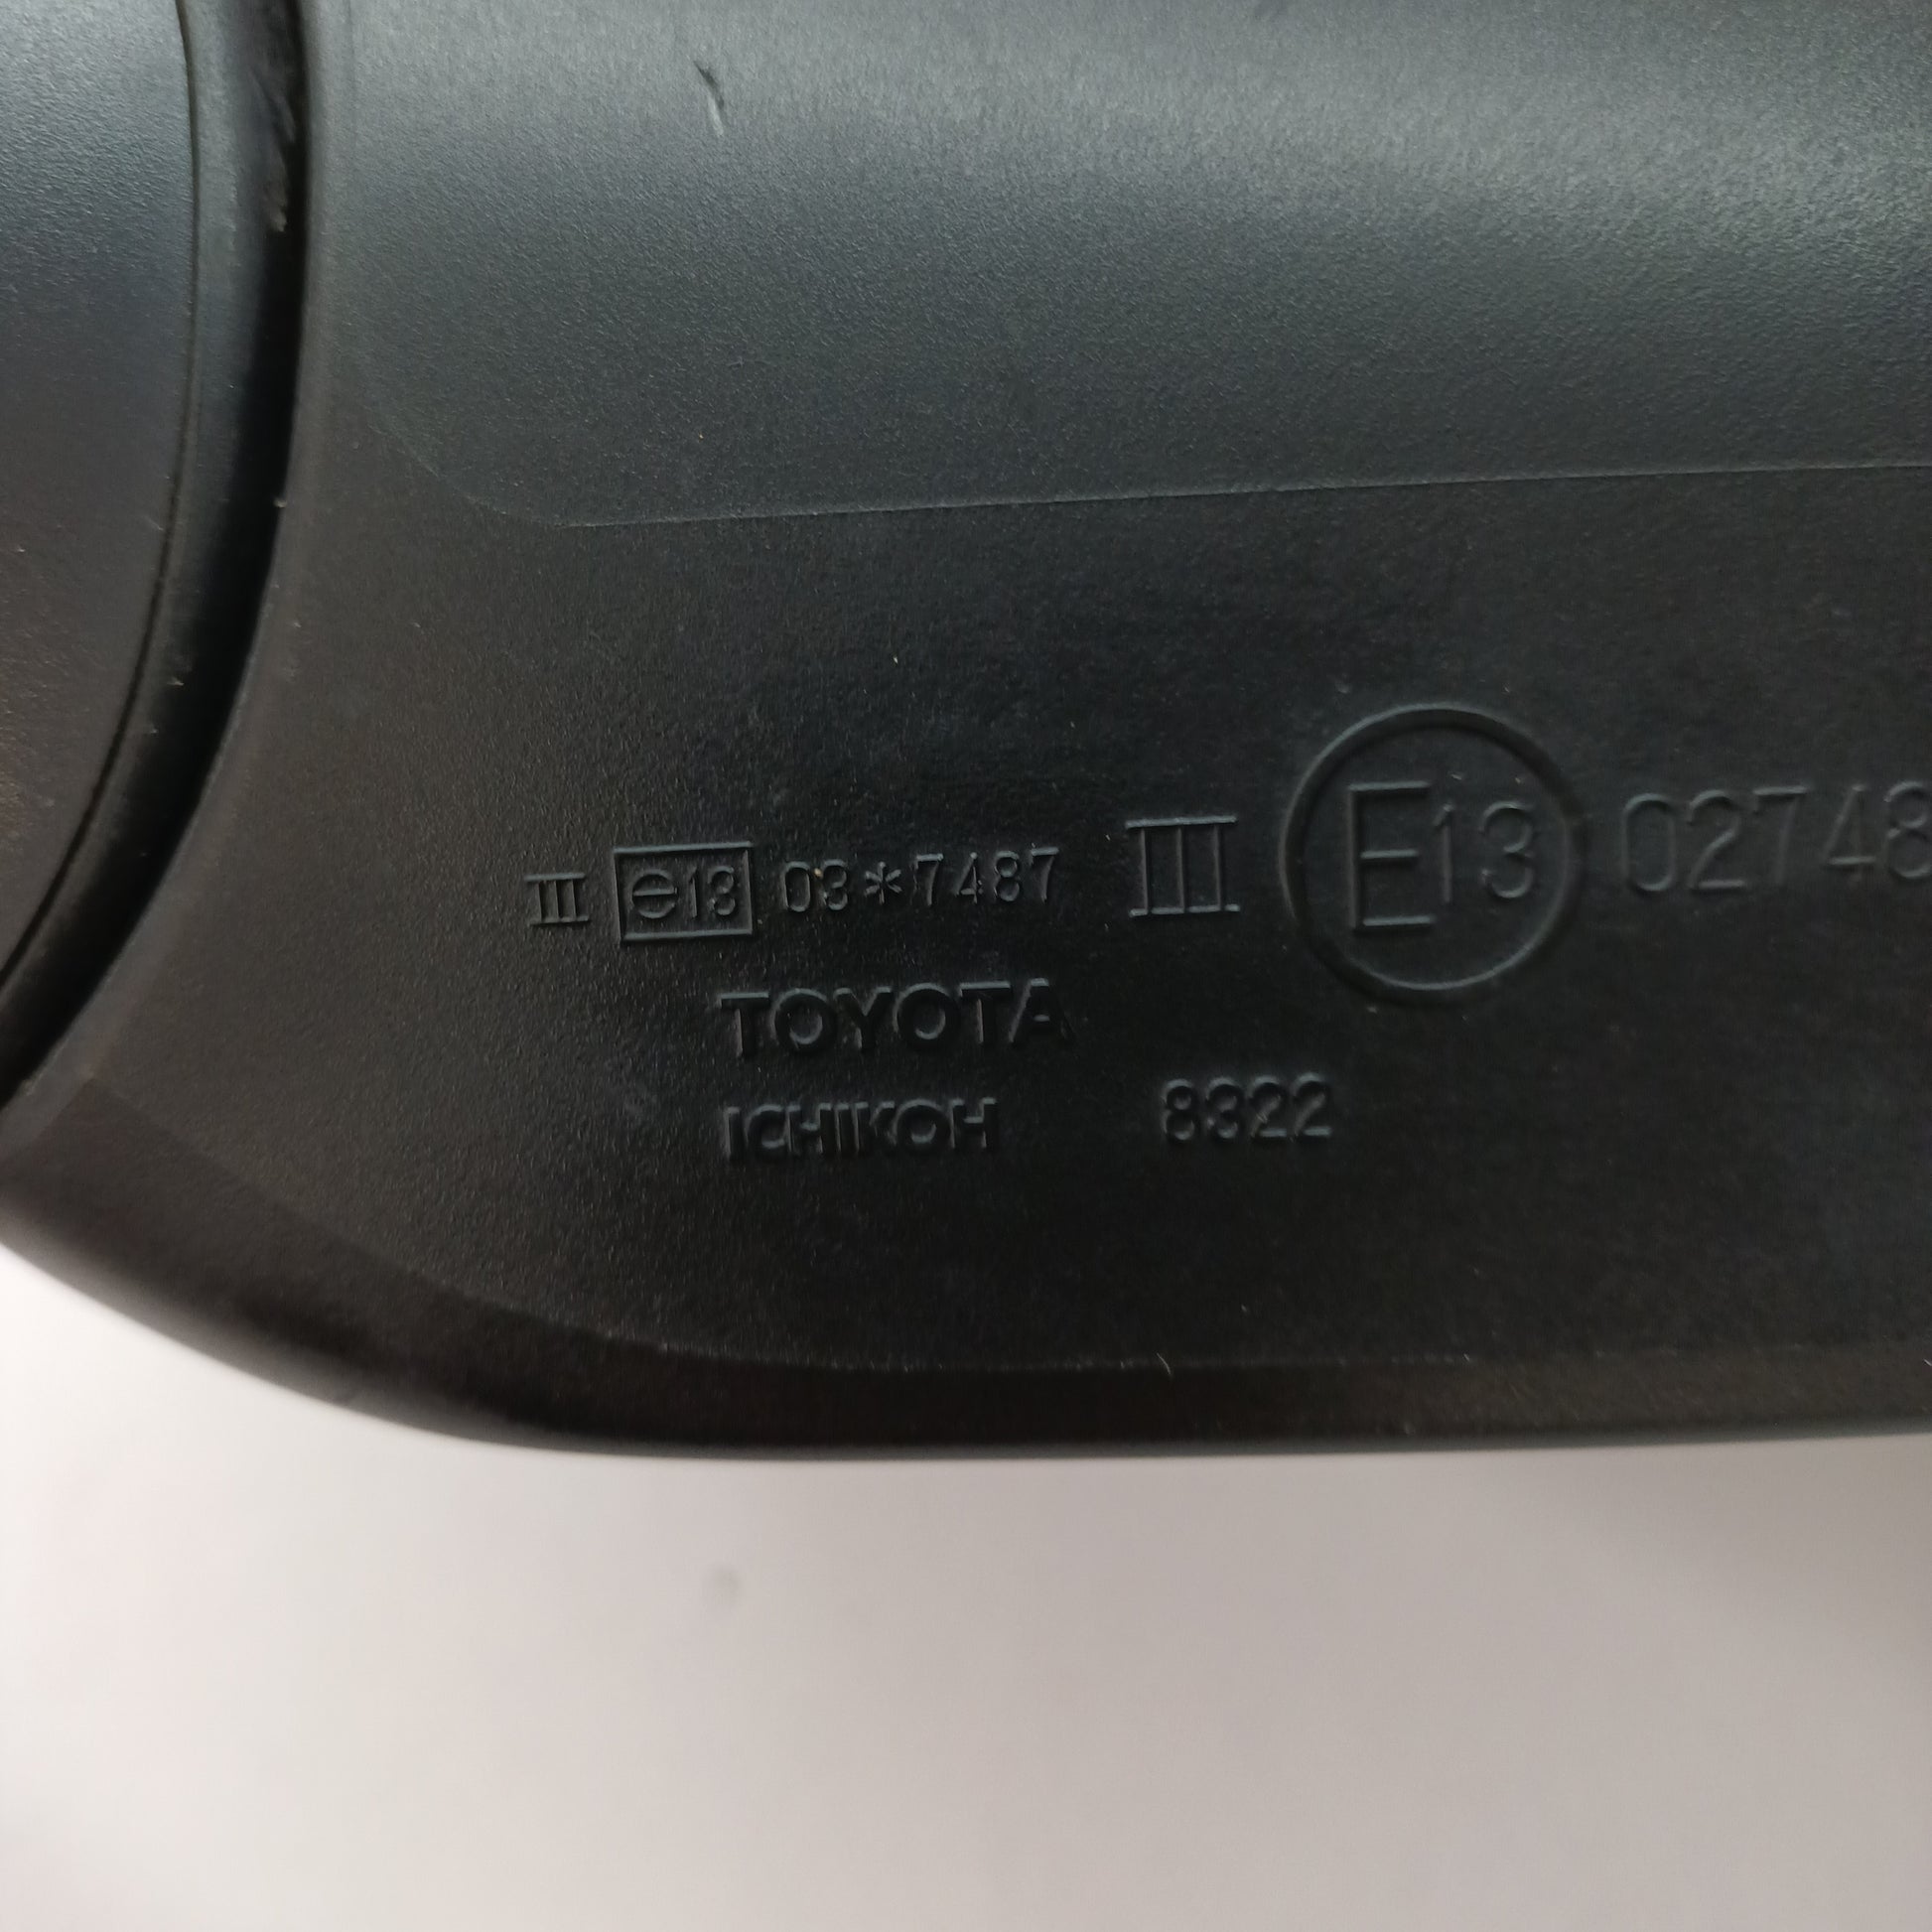 III e13 03*7487 III E13 02748
TOYOTA
ICHIKOH 8322